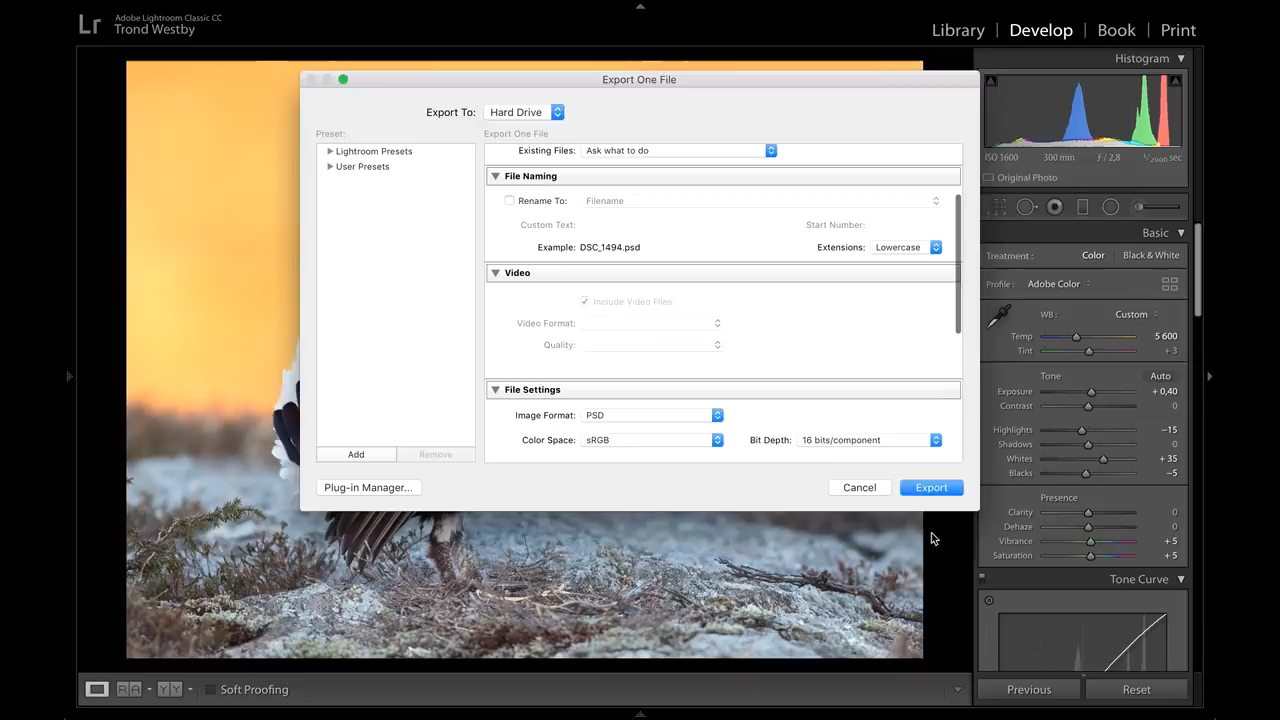 Lr
Adobe Lightroom Classic CC
Trond Westby
Library | Develop | Book | Print
Export One File
Export To: Hard Drive
Preset:
Lightroom Presets
User Presets
Add
Remove
Export One File
Existing Files: Ask what to do
File Naming
Rename To: Filename
Custom Text:
Start Number:
Example: DSC_1494.psd
Extensions: Lowercase
Video
Include Video Files:
Video Format:
Quality:
File Settings
Image Format: PSD
Color Space: sRGB
Bit Depth: 16 bits/component
Plug-in Manager...
Cancel
Export
Histogram
ISO 1600 300 mm f / 2,8 1/2000 sec
Original Photo
Basic
Treatment: Color Black & White
Profile: Adobe Color
WB: Custom
Temp 5 600
Tint + 3
Tone Auto
Exposure + 0,40
Contrast 0
Highlights − 15
Shadows 0
Whites + 35
Blacks − 5
Presence
Clarity 0
Dehaze 0
Vibrance + 5
Saturation + 5
Tone Curve
R A
Y Y
Soft Proofing
Previous
Reset